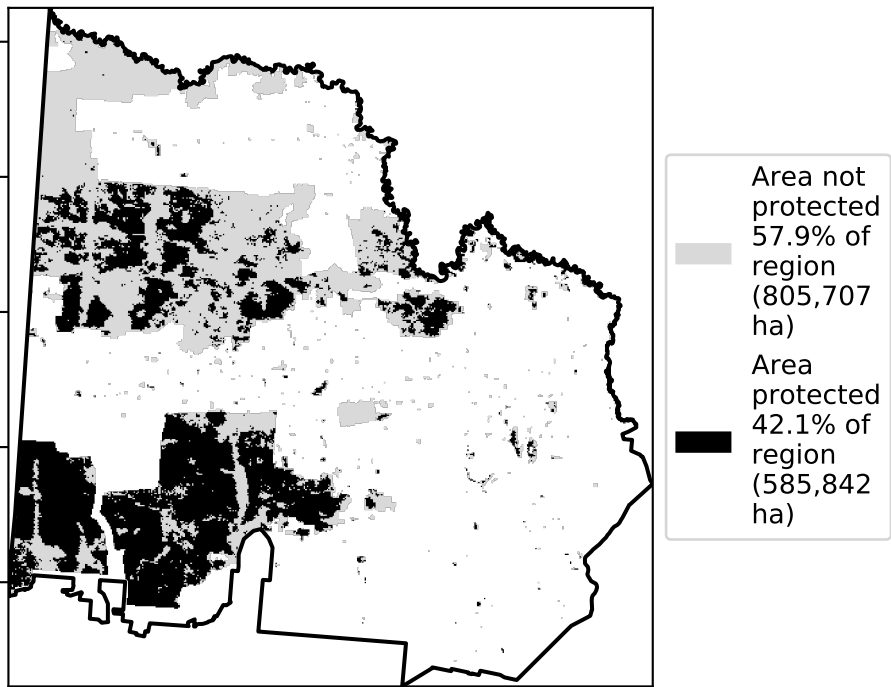 Area not
protected
57.9% of
region
(805,707
ha)
Area
protected
42.1% of
region
(585,842
ha)